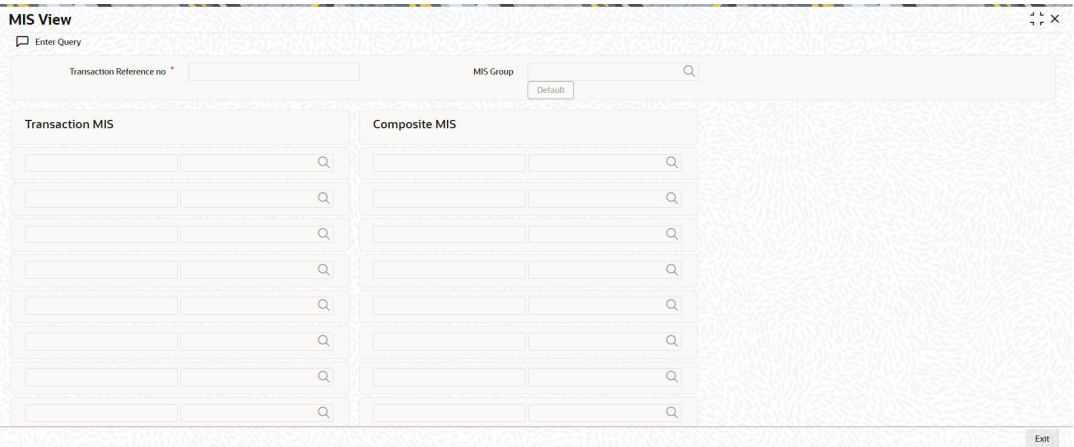 MIS View
Enter Query
Transaction Reference no * MIS Group
Default
Transaction MIS Composite MIS
Exit